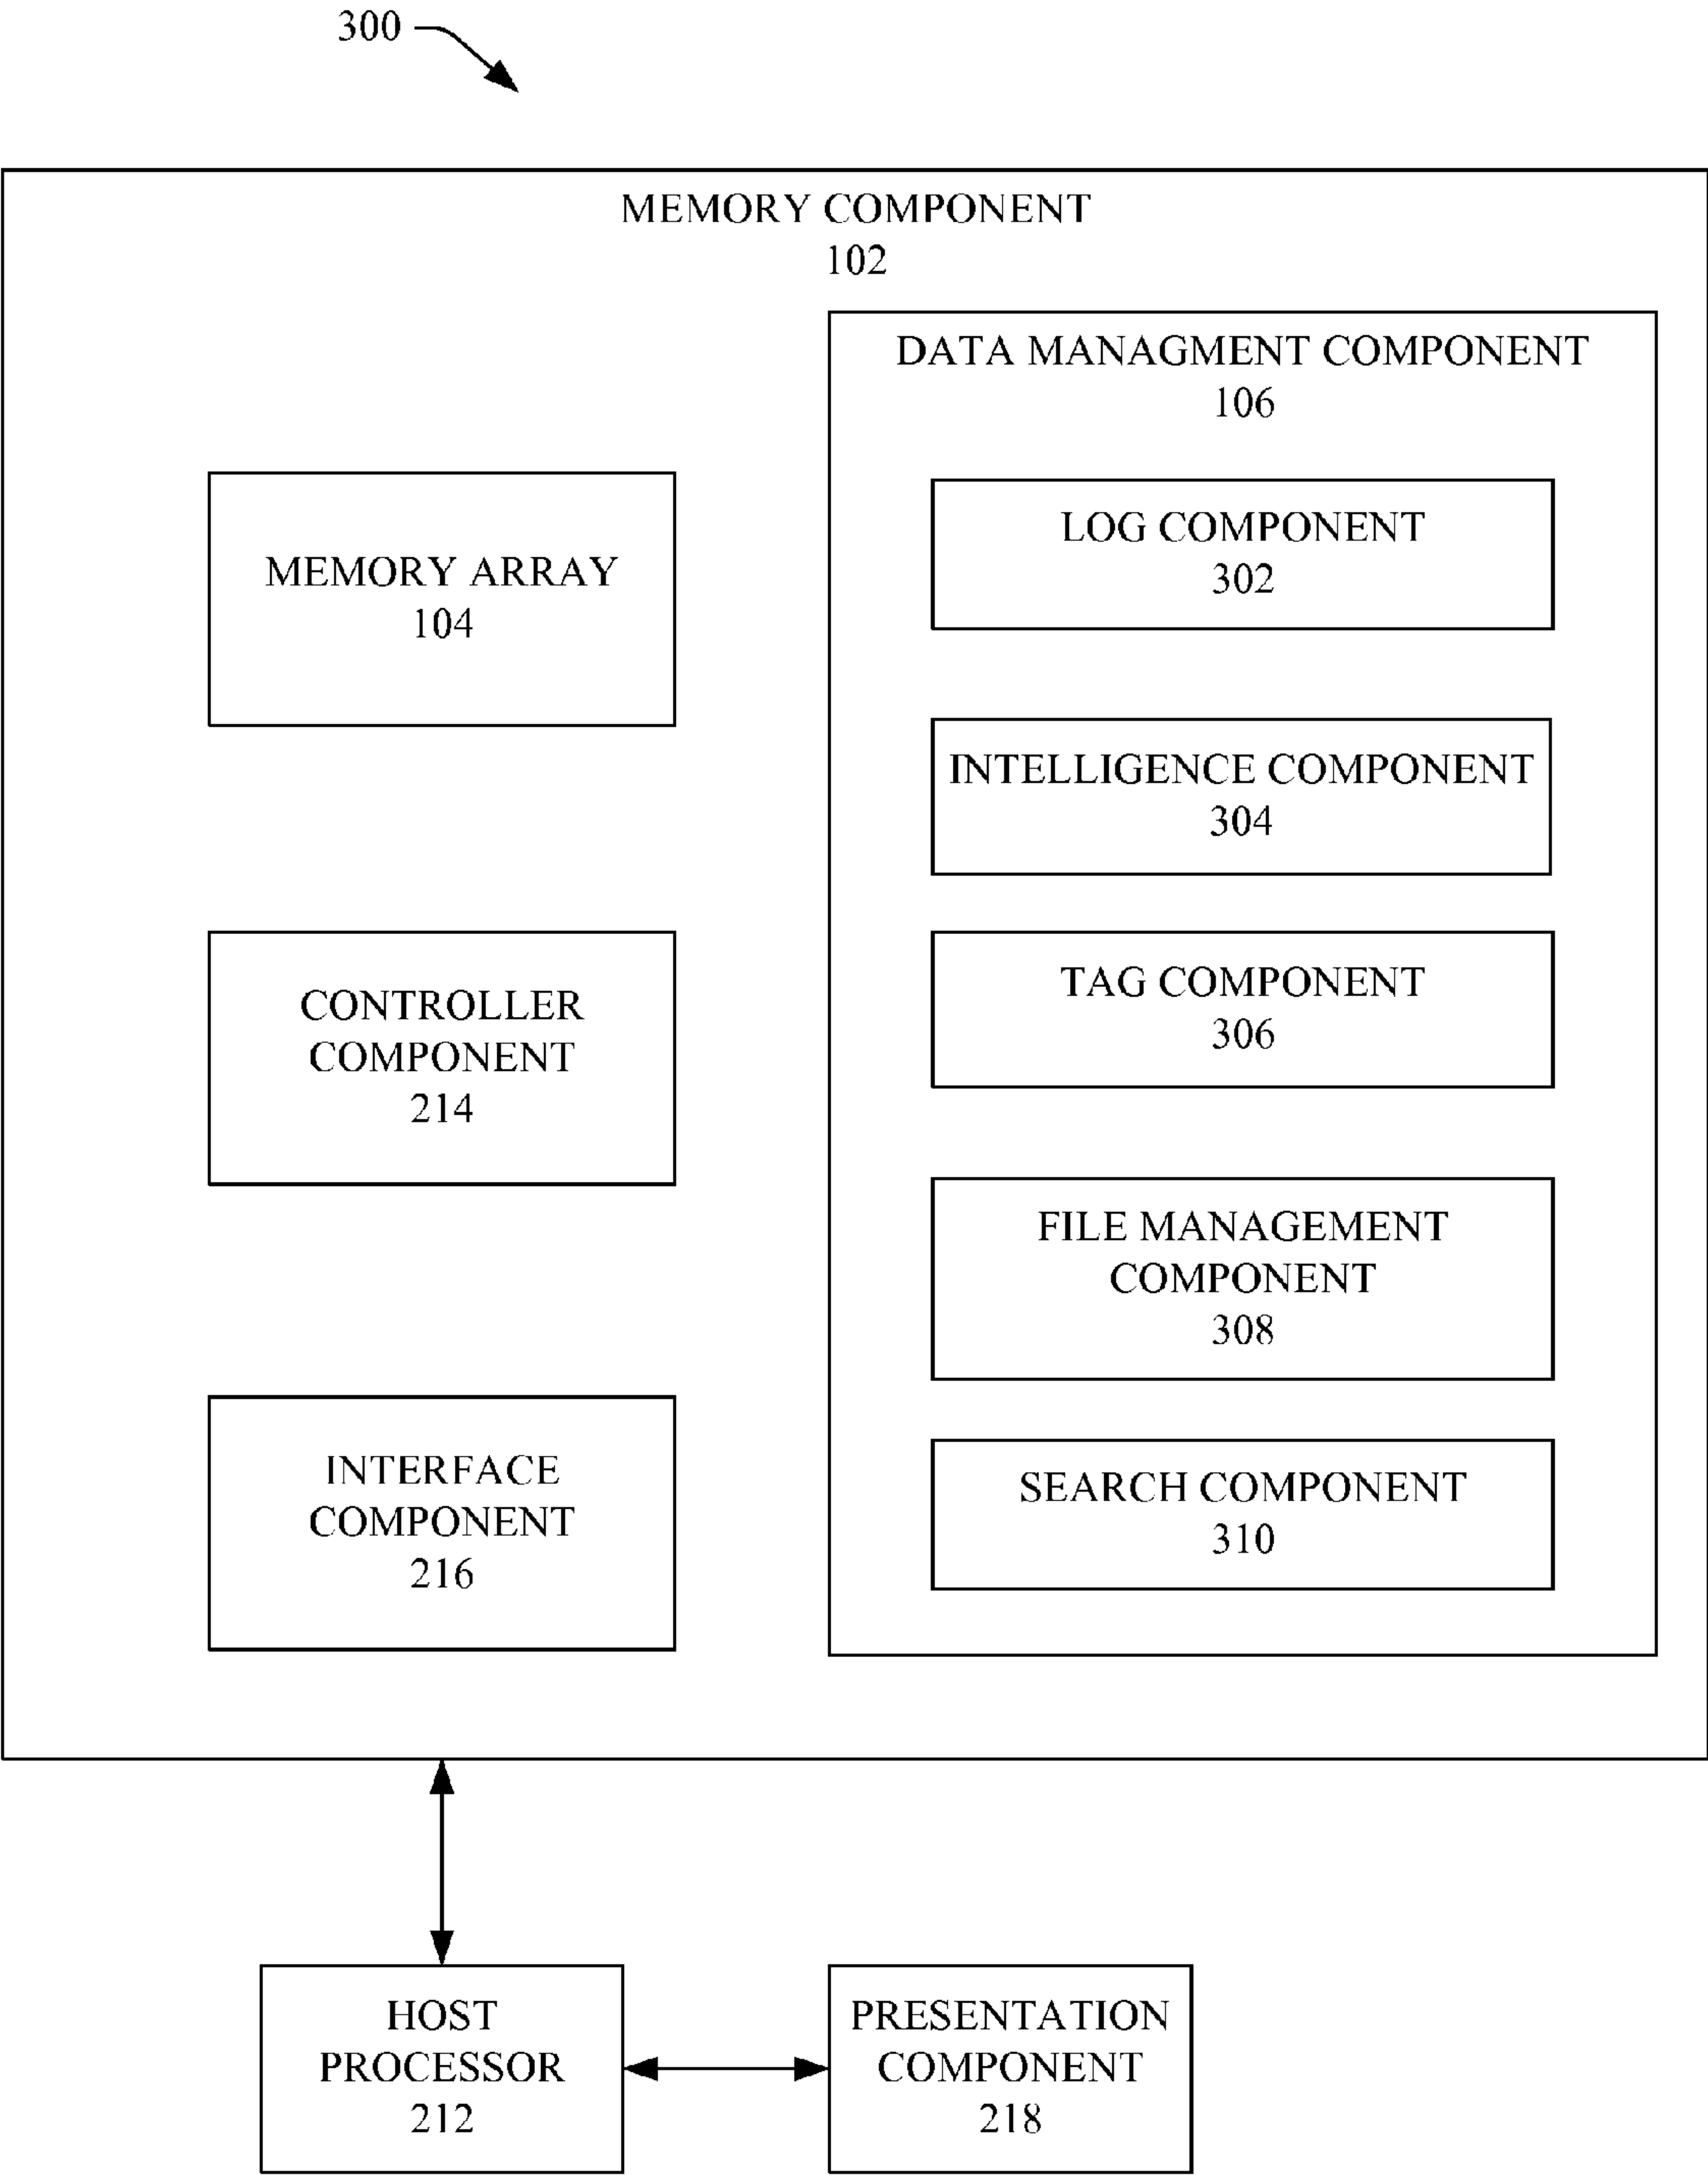 300
MEMORY COMPONENT
102
DATA MANAGMENT COMPONENT
106
MEMORY ARRAY
104
LOG COMPONENT
302
INTELLIGENCE COMPONENT
304
CONTROLLER
COMPONENT
214
TAG COMPONENT
306
FILE MANAGEMENT
COMPONENT
308
INTERFACE
COMPONENT
216
SEARCH COMPONENT
310
HOST
PROCESSOR
212
PRESENTATION
COMPONENT
218